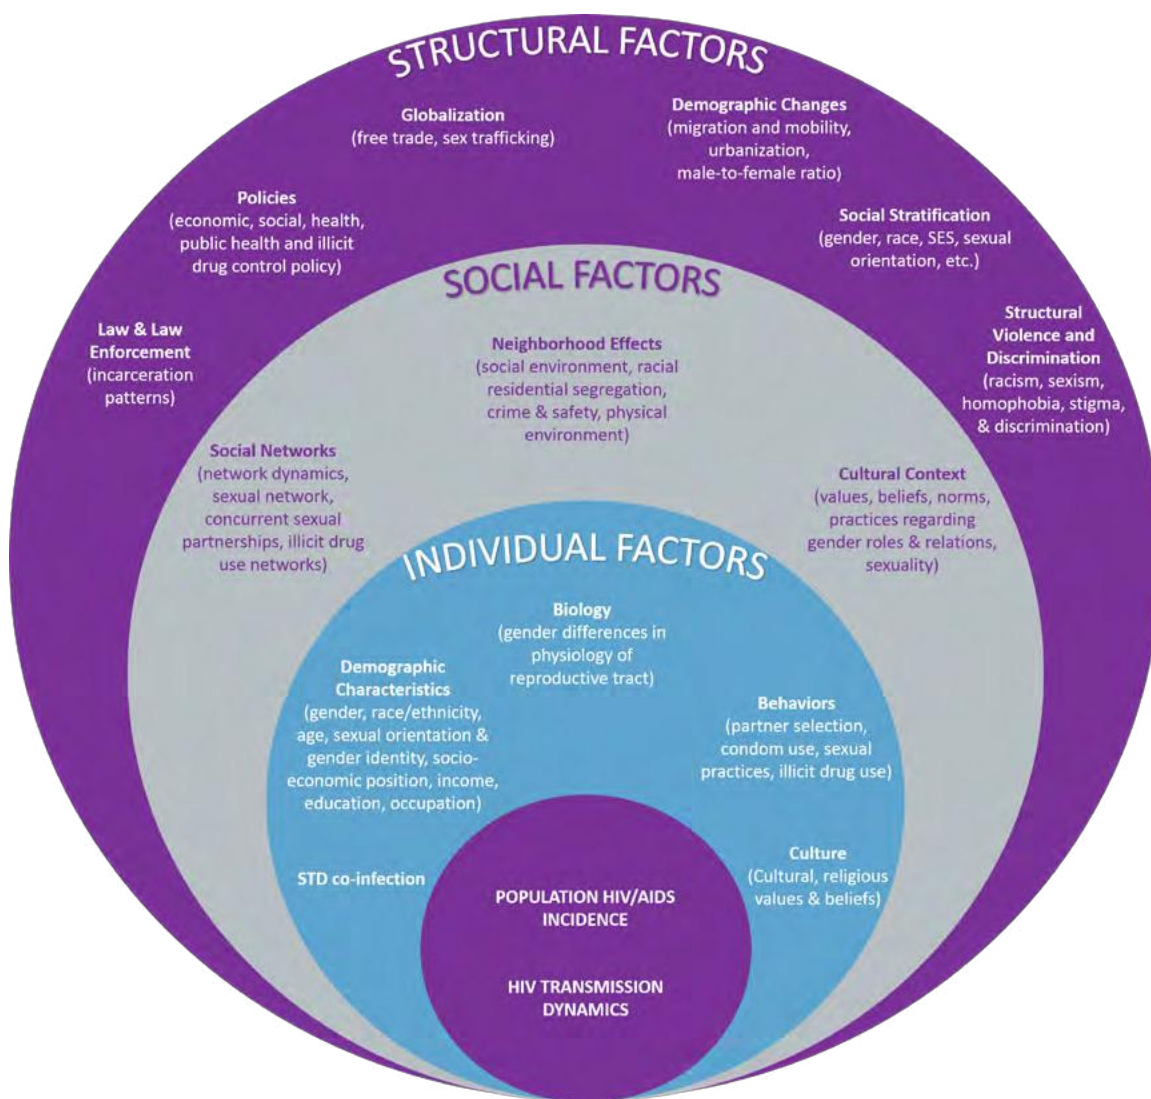 STRUCTURAL FACTORS
Globalization
(free trade, sex trafficking)
Demographic Changes
(migration and mobility,
urbanization,
male-to-female ratio)
Policies
(economic, social, health,
public health and illicit
drug control policy)
Social Stratification
(gender, race, SES, sexual
orientation, etc.)
Law & Law
Enforcement
(incarceration
patterns)
Structural
Violence and
Discrimination
(racism, sexism,
homophobia, stigma,
& discrimination)
SOCIAL FACTORS
Neighborhood Effects
(social environment, racial
residential segregation,
crime & safety, physical
environment)
Social Networks
(network dynamics,
sexual network,
concurrent sexual
partnerships, illicit drug
use networks)
Cultural Context
(values, beliefs, norms,
practices regarding
gender roles & relations,
sexuality)
INDIVIDUAL FACTORS
Biology
(gender differences in
physiology of
reproductive tract)
Demographic
Characteristics
(gender, race/ethnicity,
age, sexual orientation &
gender identity, socio-
economic position, income,
education, occupation)
Behaviors
(partner selection,
condom use, sexual
practices, illicit drug use)
STD co-infection
Culture
(Cultural, religious
values & beliefs)
POPULATION HIV/AIDS
INCIDENCE
HIV TRANSMISSION
DYNAMICS